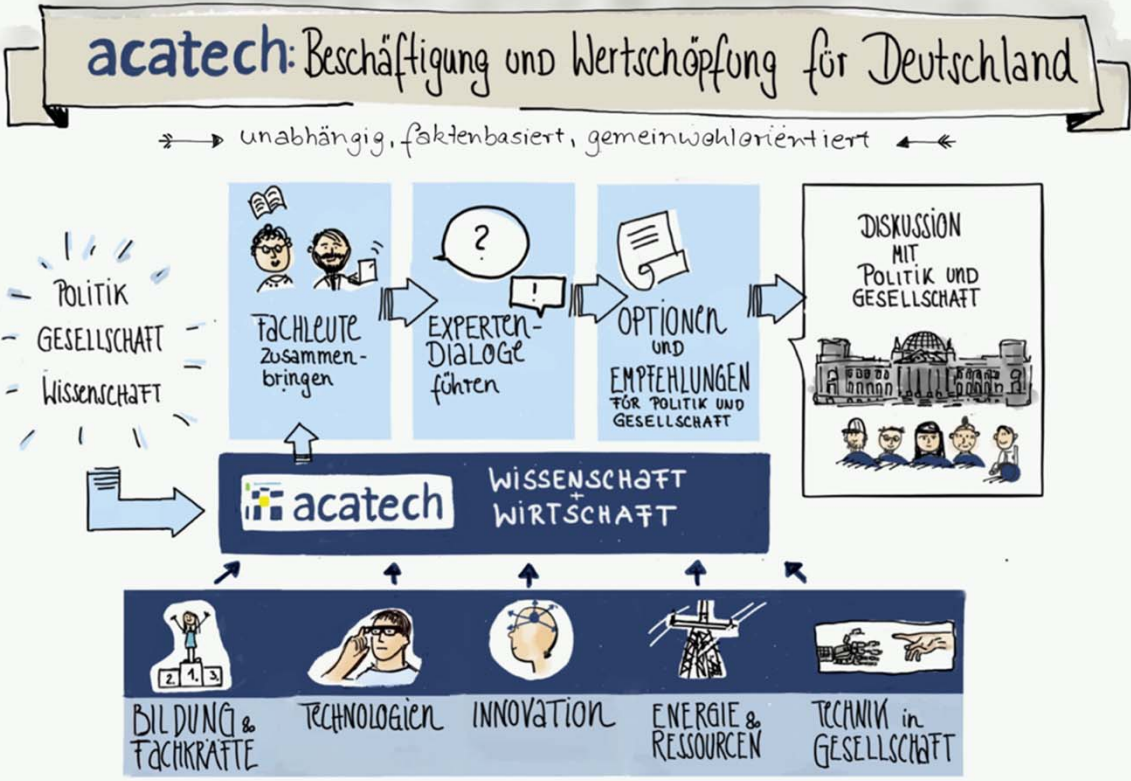 acatech: Beschäftigung und Wertschöpfung für Deutschland
unabhängig, faktenbasiert, gemeinwohlorientiert
POLITIK
GESELLSCHAFT
WISSENSCHAFT
FACHLEUTE
zusammen-
bringen
?
!
EXPERTEN-
DIALOGE
führen
OPTIONEN
UND
EMPFEHLUNGEN
FÜR POLITIK UND
GESELLSCHAFT
DISKUSSION
MIT
POLITIK UND
GESELLSCHAFT
acatech
WISSENSCHAFT
+
WIRTSCHAFT
2. 1. 3.
BILDUNG &
FACHKRÄFTE
TECHNOLOGIEN
INNOVATION
ENERGIE &
RESSOURCEN
TECHNIK in
GESELLSCHAFT